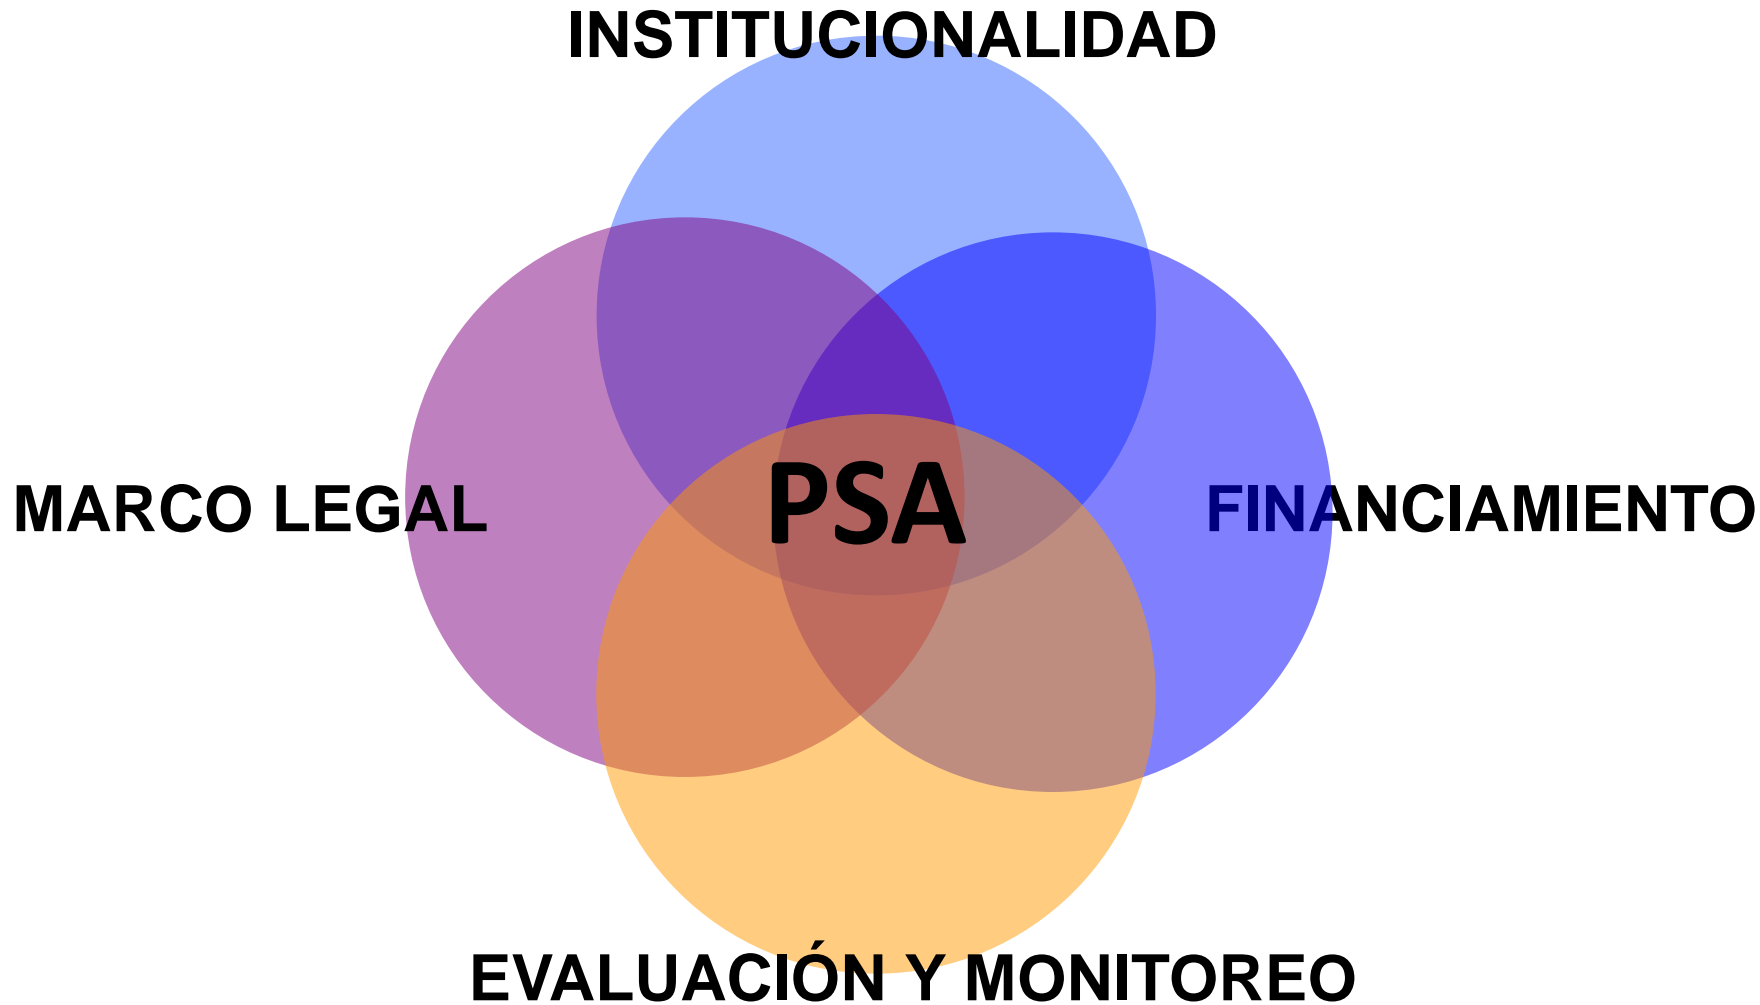 INSTITUCIONALIDAD
MARCO LEGAL
PSA
FINANCIAMIENTO
EVALUACIÓN Y MONITOREO